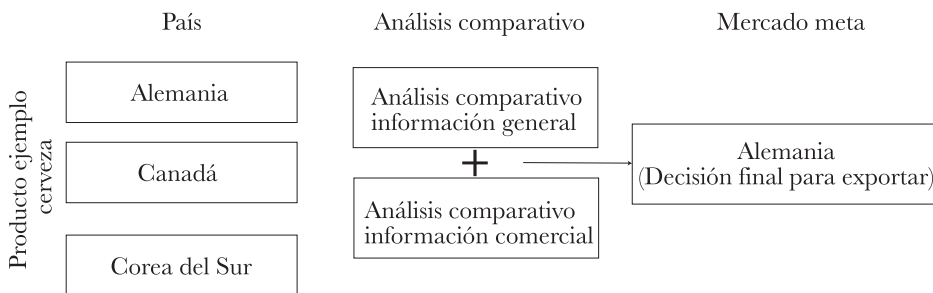 País
Análisis comparativo
Mercado meta
Producto ejemplo
cerveza
Alemania
Canadá
Corea del Sur
Análisis comparativo
información general
+
Análisis comparativo
información comercial
Alemania
(Decisión final para exportar)